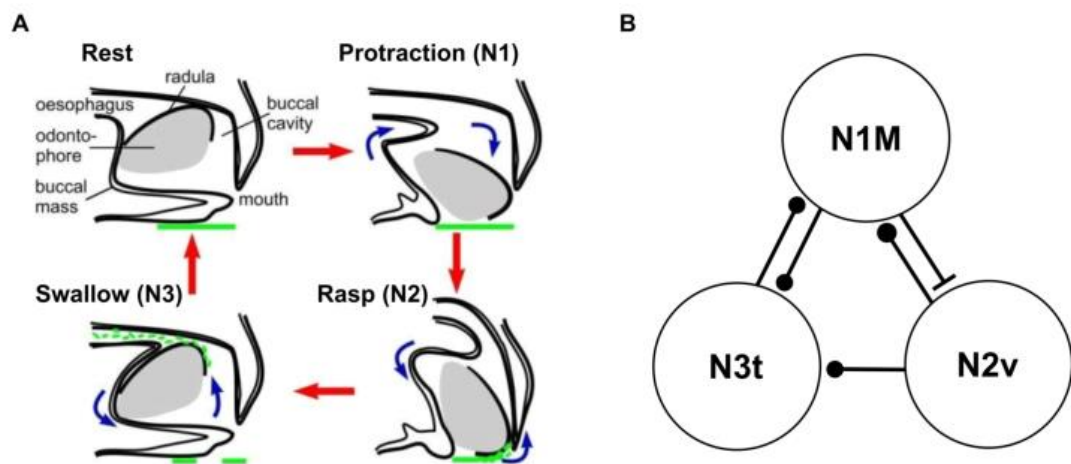 A
Rest
radula
oesophagus
odonto-
phore
buccal
mass
buccal
cavity
mouth
Protraction (N1)
Swallow (N3)
Rasp (N2)
B
N1M
N3t
N2v